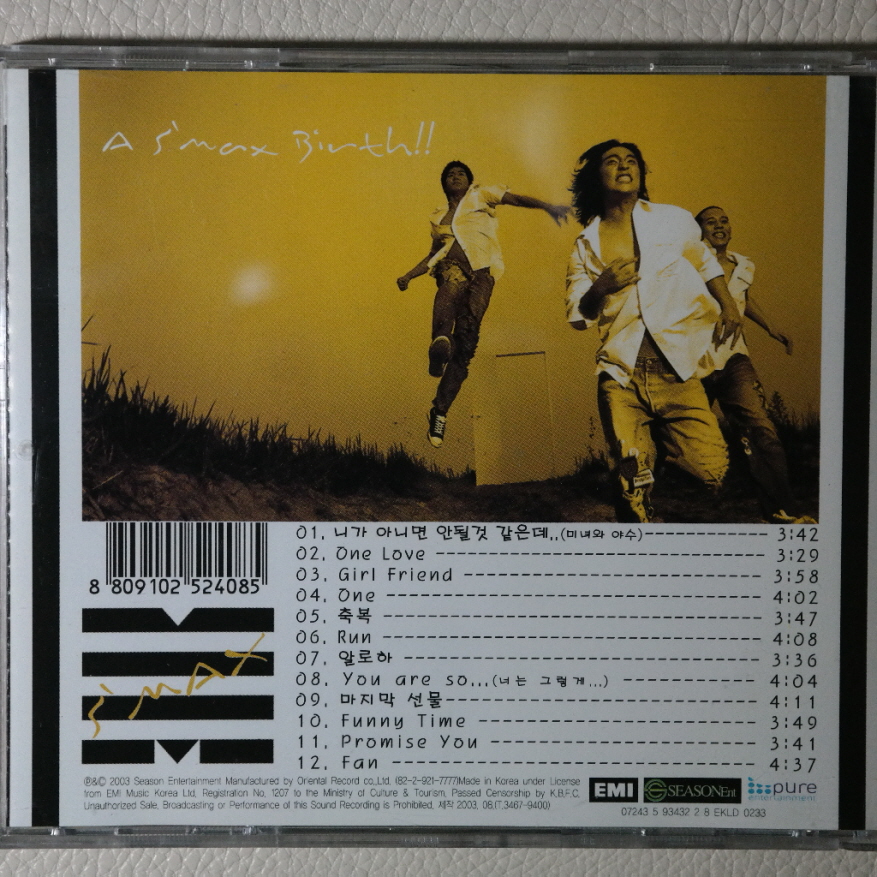 A s'max Birth!!
01. 니가 아니면 안될것 같은데..(미녀와 야수) 3:42
02. One Love 3:29
03. Girl Friend 3:58
04. One 4:02
05. 축복 3:47
06. Run 4:08
07. 알로하 3:36
08. You are so...(너는 그렇게...) 4:04
09. 마지막 선물 4:11
10. Funny Time 3:49
11. Promise You 3:41
12. Fan 4:37
8 809102 524085
s'MAX
℗&© 2003 Season Entertainment Manufactured by Oriental Record co.,Ltd. (82-2-921-7777)Made in Korea under License
from EMI Music Korea Ltd, Registration No. 1207 to the Ministry of Culture & Tourism, Passed Censorship by K.B.F.C.
Unauthorized Sale, Broadcasting or Performance of this Sound Recording is Prohibited, 제작 2003, 08.(T.3467-9400)
EMI SEASONEnt pure entertainment
07243 5 93432 2 8 EKLD 0233